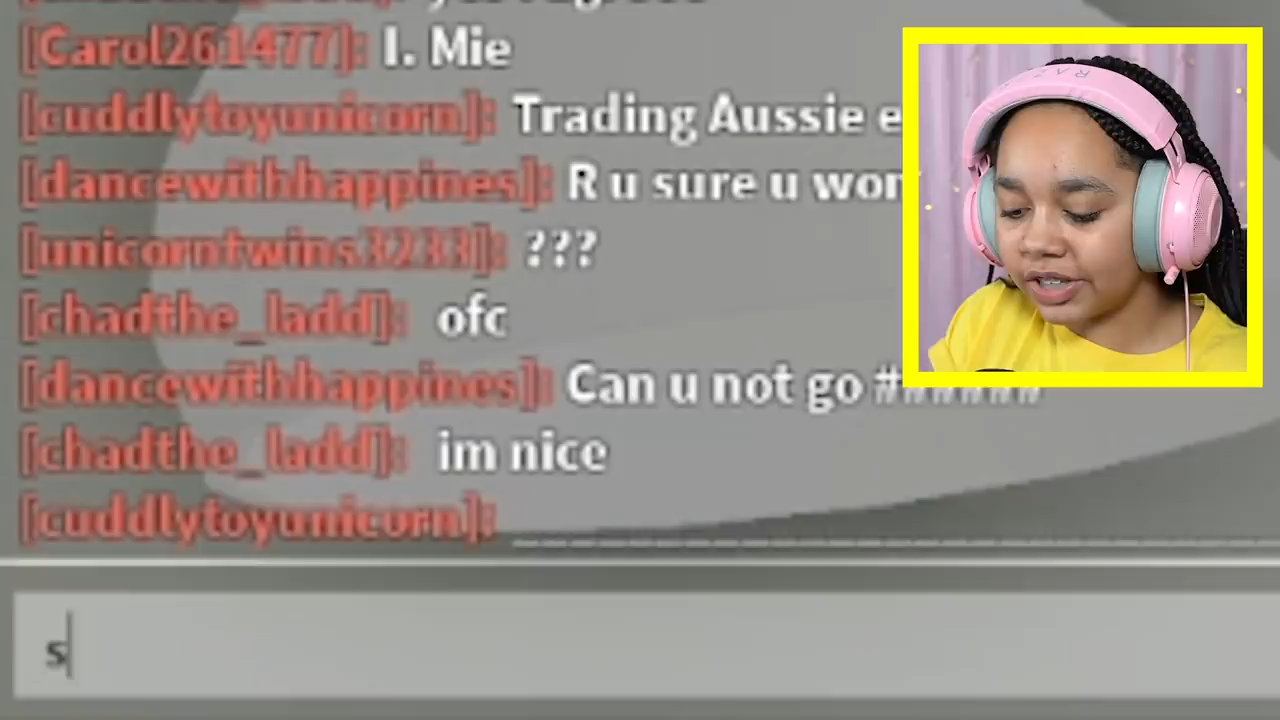 [Carol261477]: I. Mie
[cuddlytoyunicorn]: Trading Aussie e
[dancewithhappines]: R u sure u won
[unicorntwins3233]: ???
[chadthe_ladd]: ofc
[dancewithhappines]: Can u not go ######
[chadthe_ladd]: im nice
[cuddlytoyunicorn]:
s